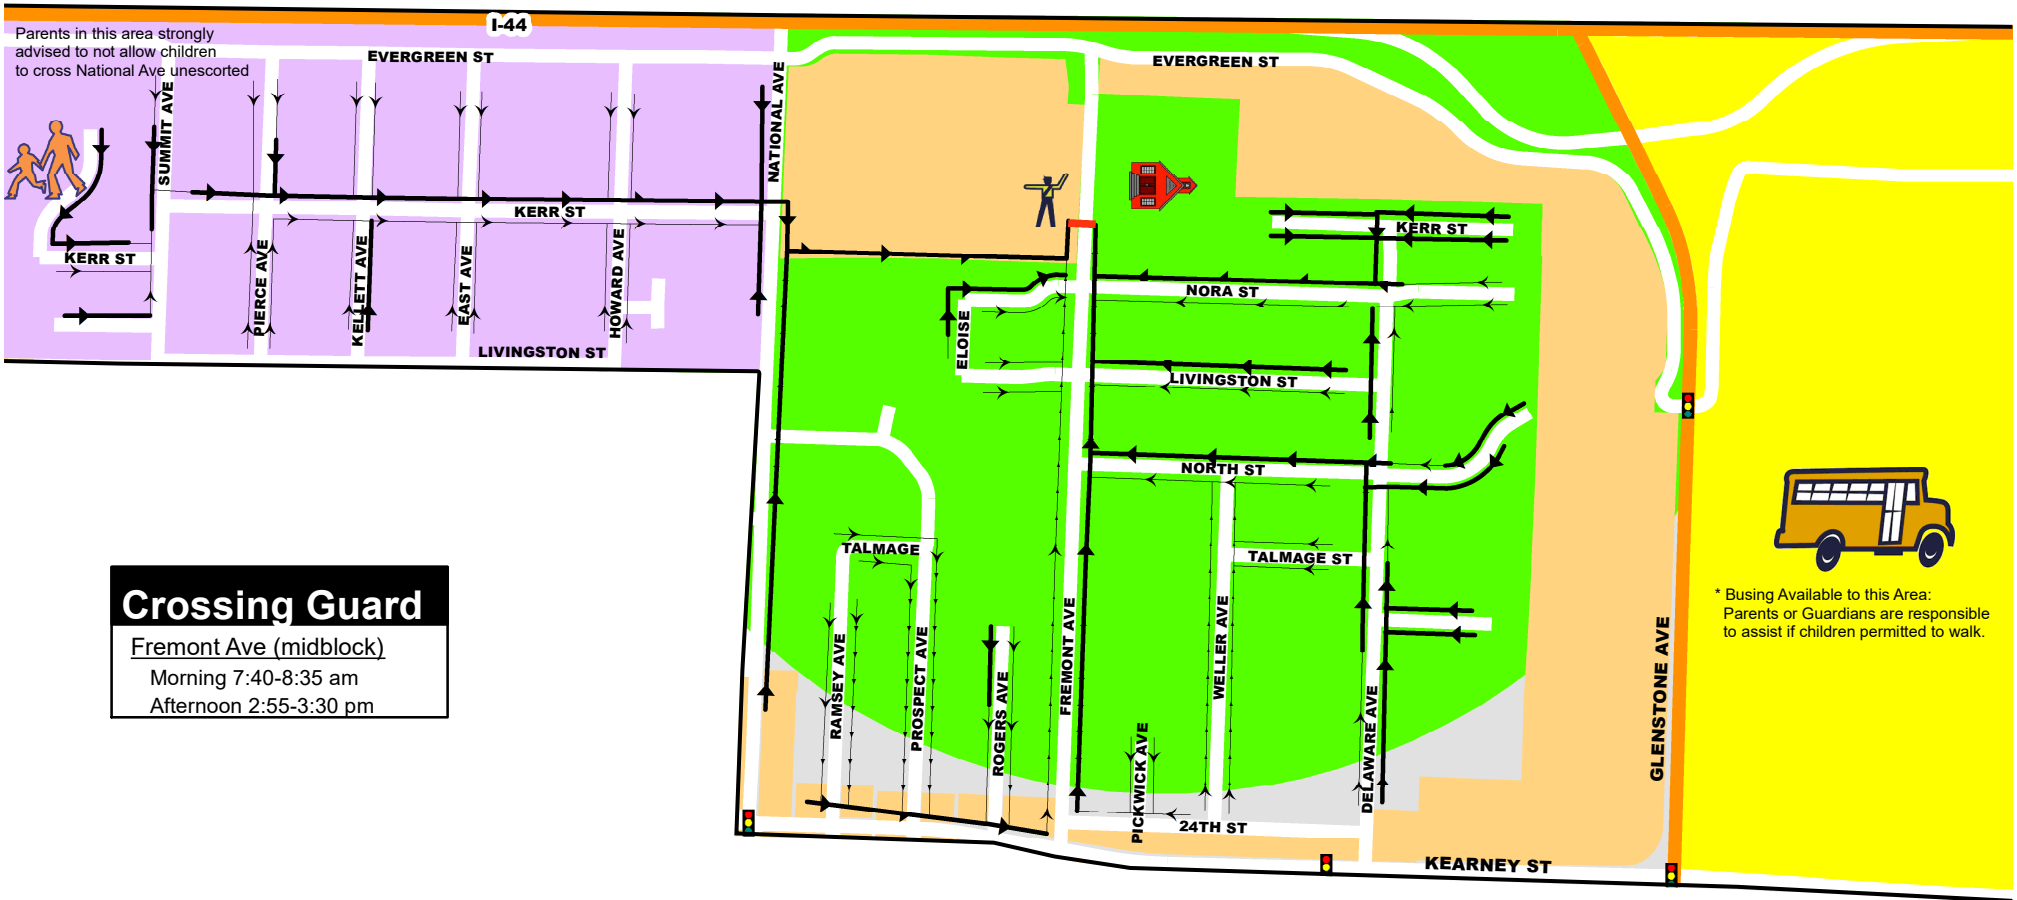 I-44
Parents in this area strongly
advised to not allow children
to cross National Ave unescorted
EVERGREEN ST
EVERGREEN ST
SUMMIT AVE
NATIONAL AVE
KERR ST
KERR ST
KERR ST
PIERCE AVE
KELLETT AVE
EAST AVE
HOWARD AVE
NORA ST
ELOISE
LIVINGSTON ST
LIVINGSTON ST
NORTH ST
TALMAGE
TALMAGE ST
RAMSEY AVE
PROSPECT AVE
ROGERS AVE
FREMONT AVE
PICKWICK AVE
WELLER AVE
DELAWARE AVE
GLENSTONE AVE
24TH ST
KEARNEY ST
Crossing Guard
Fremont Ave (midblock)
Morning 7:40-8:35 am
Afternoon 2:55-3:30 pm
* Busing Available to this Area:
Parents or Guardians are responsible
to assist if children permitted to walk.